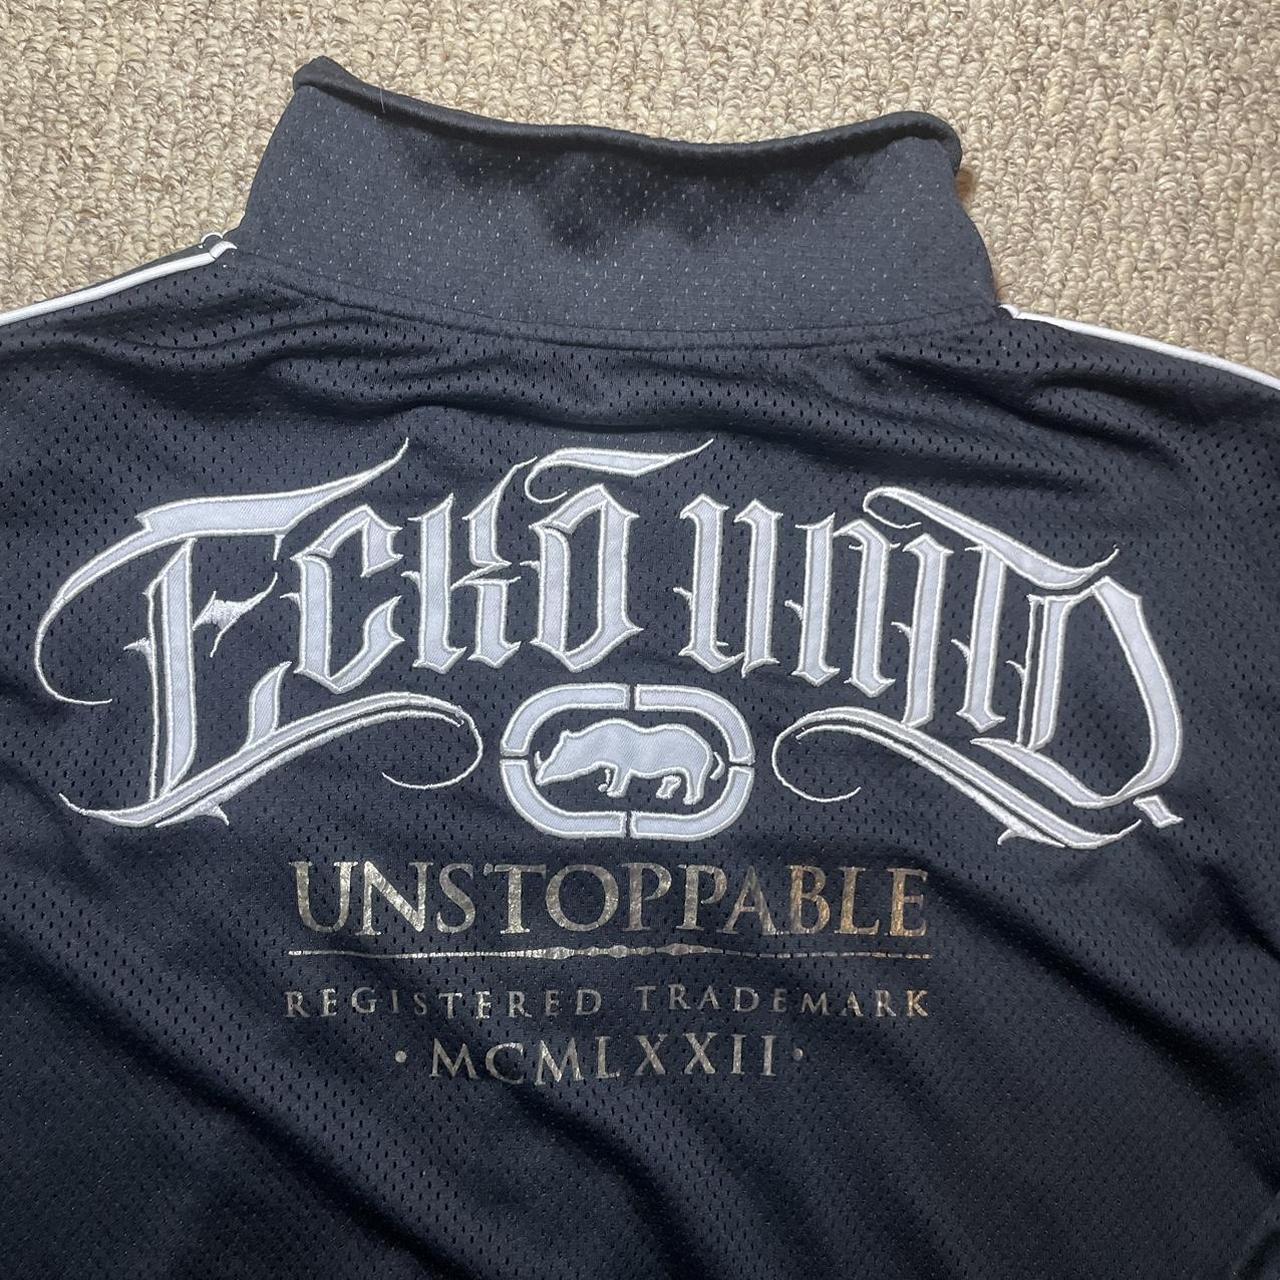 Ecko unltd.
UNSTOPPABLE
REGISTERED TRADEMARK
·MCMLXXII·